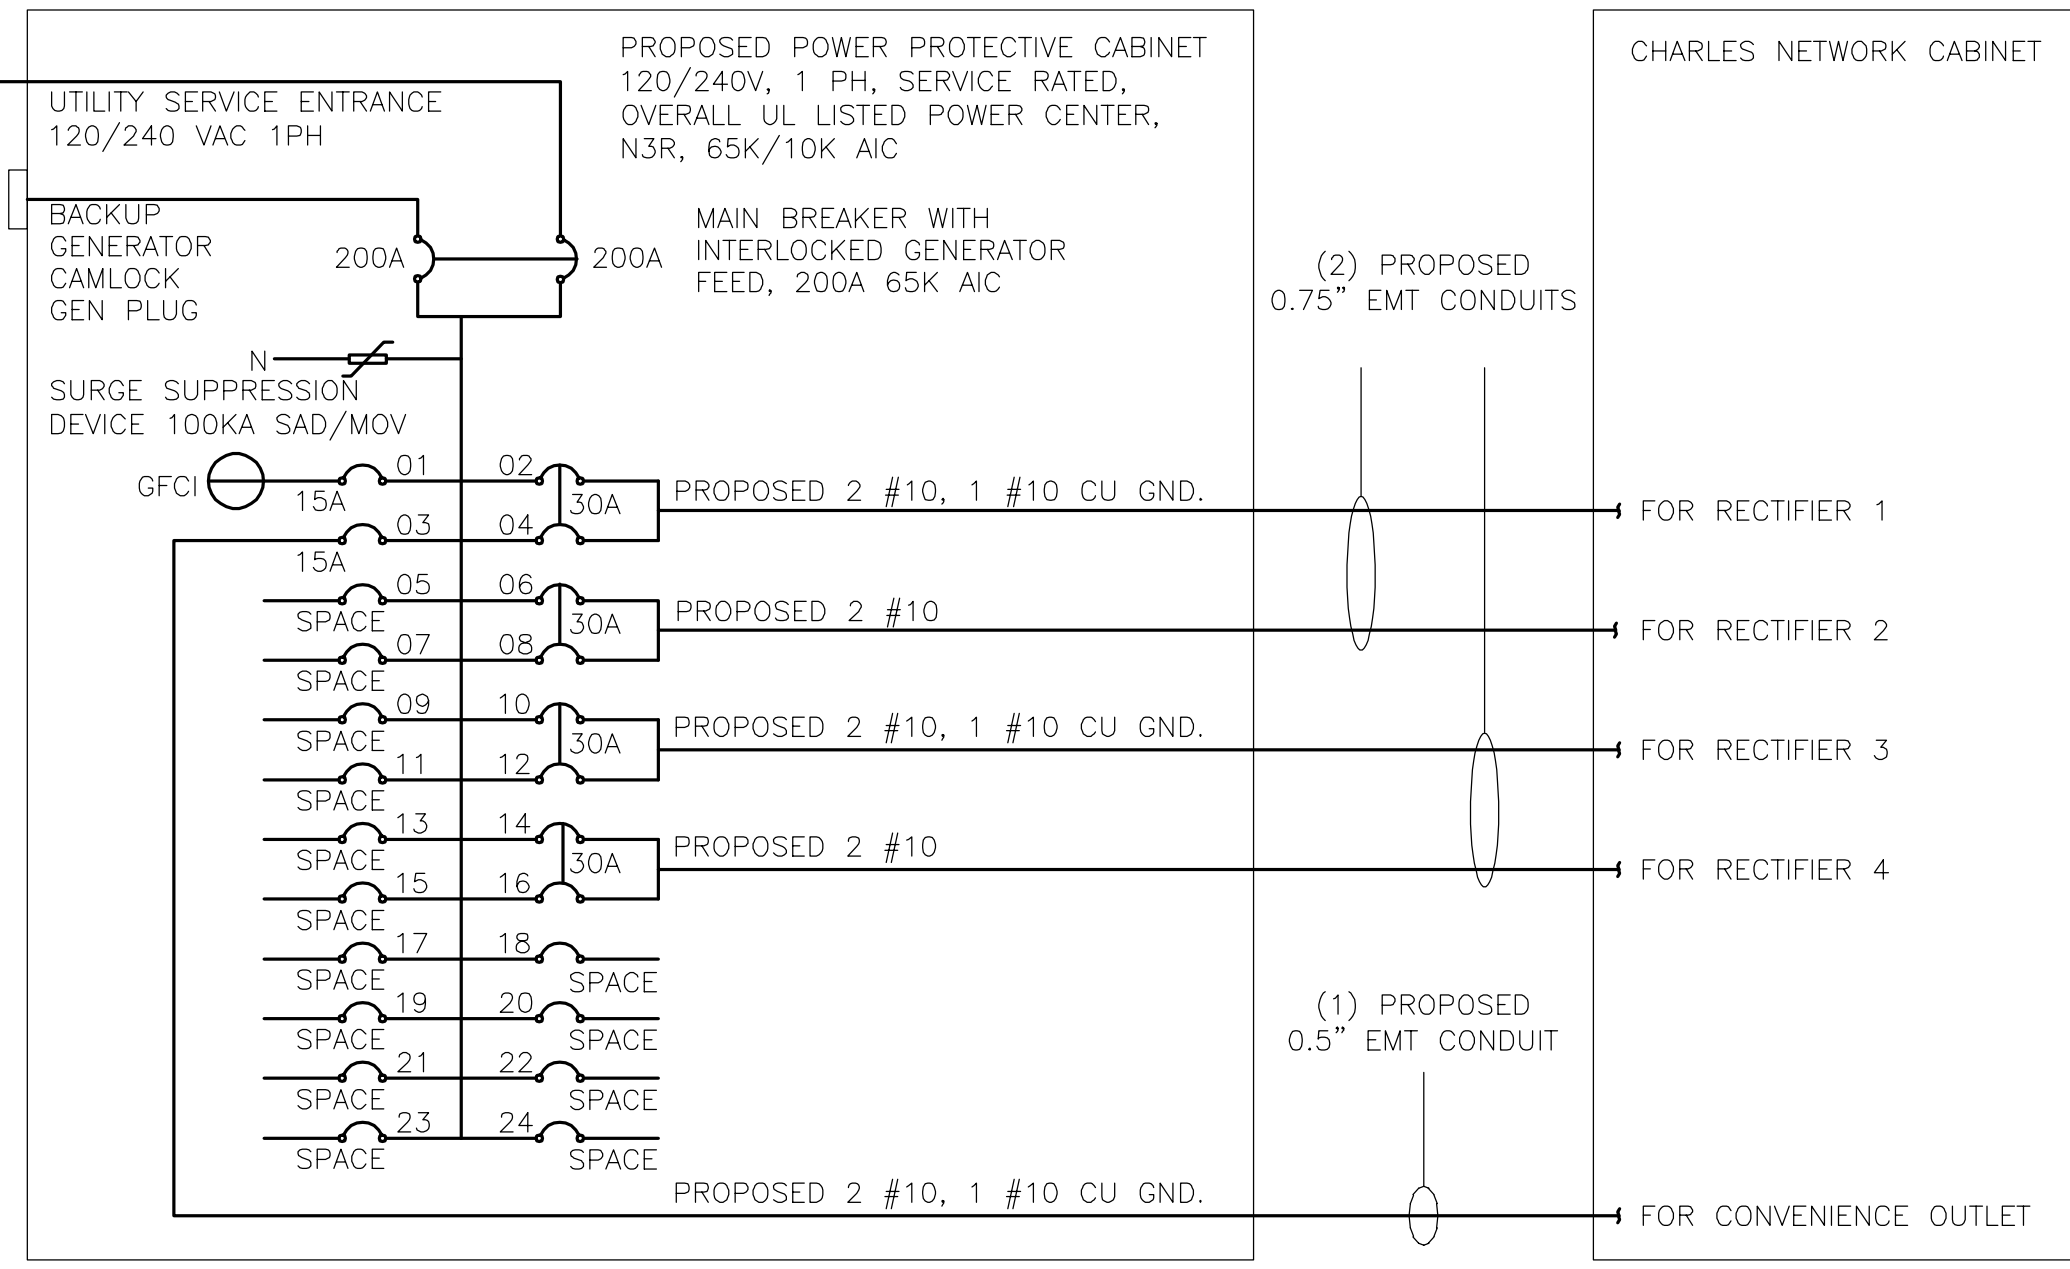 PROPOSED POWER PROTECTIVE CABINET
120/240V, 1 PH, SERVICE RATED,
OVERALL UL LISTED POWER CENTER,
N3R, 65K/10K AIC
CHARLES NETWORK CABINET
UTILITY SERVICE ENTRANCE
120/240 VAC 1PH
BACKUP
GENERATOR
CAMLOCK
GEN PLUG
200A
200A
MAIN BREAKER WITH
INTERLOCKED GENERATOR
FEED, 200A 65K AIC
(2) PROPOSED
0.75" EMT CONDUITS
N
SURGE SUPPRESSION
DEVICE 100KA SAD/MOV
GFCI
15A
01
02
30A
PROPOSED 2 #10, 1 #10 CU GND.
FOR RECTIFIER 1
15A
03
04
SPACE
05
06
30A
PROPOSED 2 #10
FOR RECTIFIER 2
SPACE
07
08
SPACE
09
10
30A
PROPOSED 2 #10, 1 #10 CU GND.
FOR RECTIFIER 3
SPACE
11
12
SPACE
13
14
30A
PROPOSED 2 #10
FOR RECTIFIER 4
SPACE
15
16
SPACE
17
18
SPACE
SPACE
19
20
SPACE
SPACE
21
22
SPACE
SPACE
23
24
SPACE
(1) PROPOSED
0.5" EMT CONDUIT
PROPOSED 2 #10, 1 #10 CU GND.
FOR CONVENIENCE OUTLET